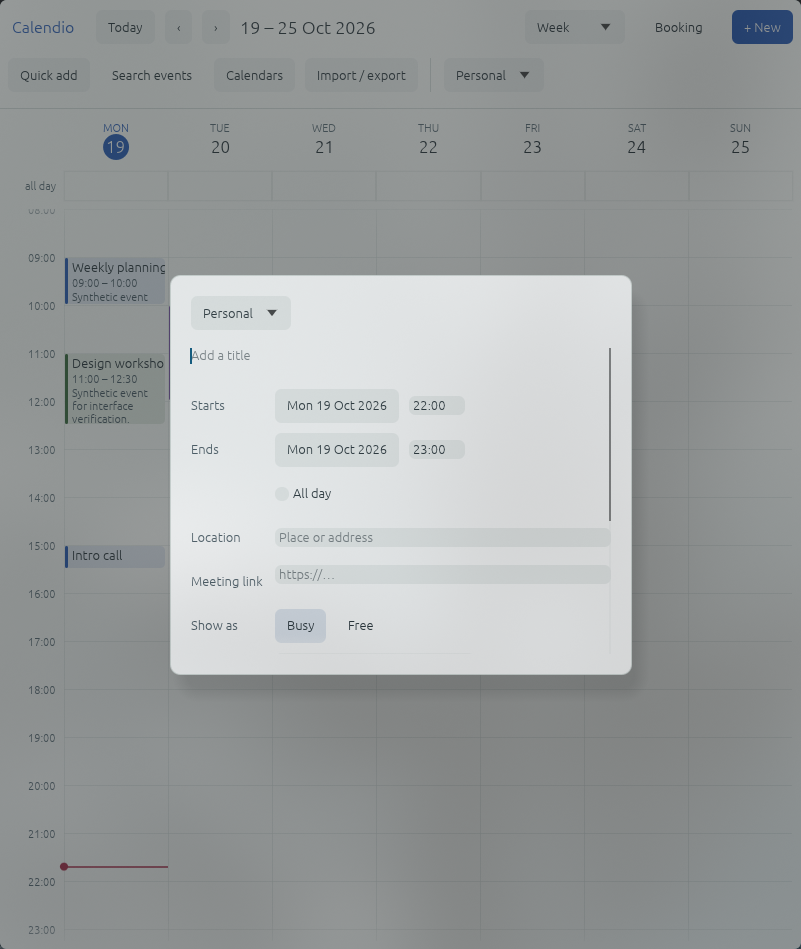 Calendio Today ‹ › 19 – 25 Oct 2026 Week Booking + New
Quick add Search events Calendars Import / export Personal
MON TUE WED THU FRI SAT SUN
19 20 21 22 23 24 25
all day
08:00
09:00
Weekly planning
09:00 – 10:00
Synthetic event
10:00
11:00
Design worksho
11:00 – 12:30
Synthetic event
for interface
verification.
12:00
13:00
14:00
15:00
Intro call
16:00
17:00
18:00
19:00
20:00
21:00
22:00
23:00
Personal
Add a title
Starts Mon 19 Oct 2026 22:00
Ends Mon 19 Oct 2026 23:00
All day
Location Place or address
Meeting link https://…
Show as Busy Free